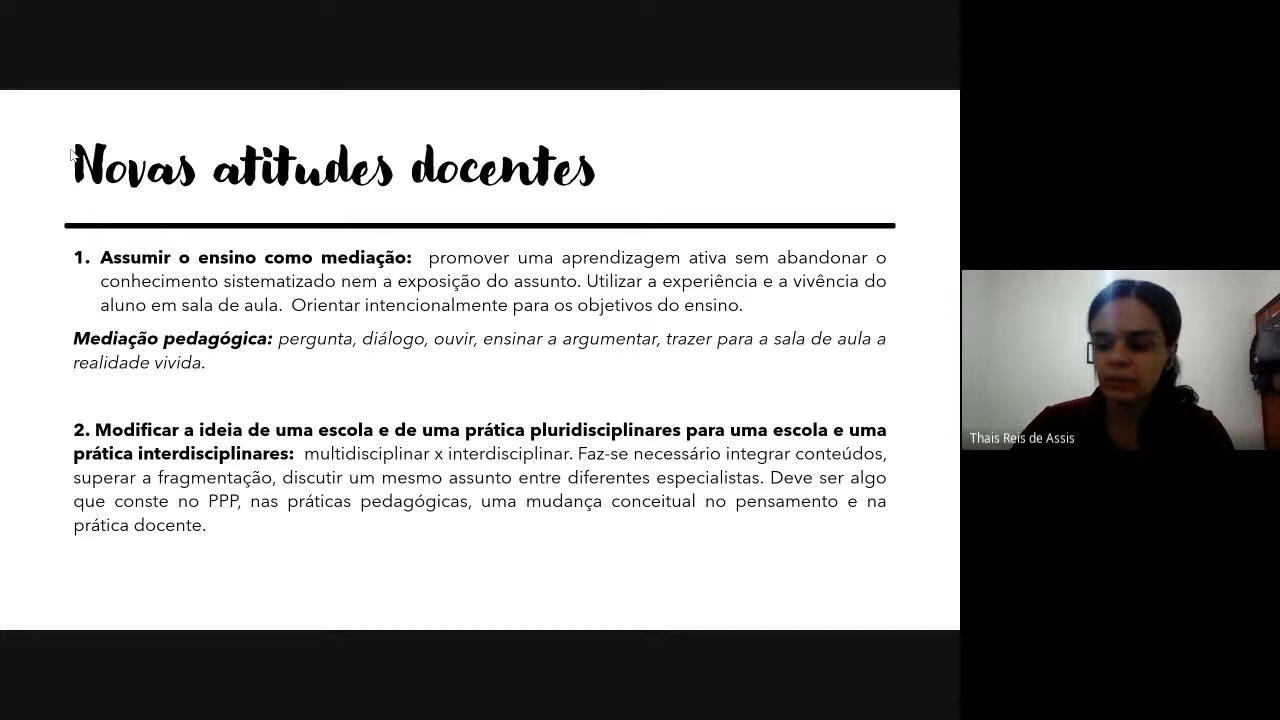 Novas atitudes docentes
1. Assumir o ensino como mediação: promover uma aprendizagem ativa sem abandonar o
conhecimento sistematizado nem a exposição do assunto. Utilizar a experiência e a vivência do
aluno em sala de aula. Orientar intencionalmente para os objetivos do ensino.
Mediação pedagógica: pergunta, diálogo, ouvir, ensinar a argumentar, trazer para a sala de aula a
realidade vivida.
2. Modificar a ideia de uma escola e de uma prática pluridisciplinares para uma escola e uma
prática interdisciplinares: multidisciplinar x interdisciplinar. Faz-se necessário integrar conteúdos,
superar a fragmentação, discutir um mesmo assunto entre diferentes especialistas. Deve ser algo
que conste no PPP, nas práticas pedagógicas, uma mudança conceitual no pensamento e na
prática docente.
Thais Reis de Assis